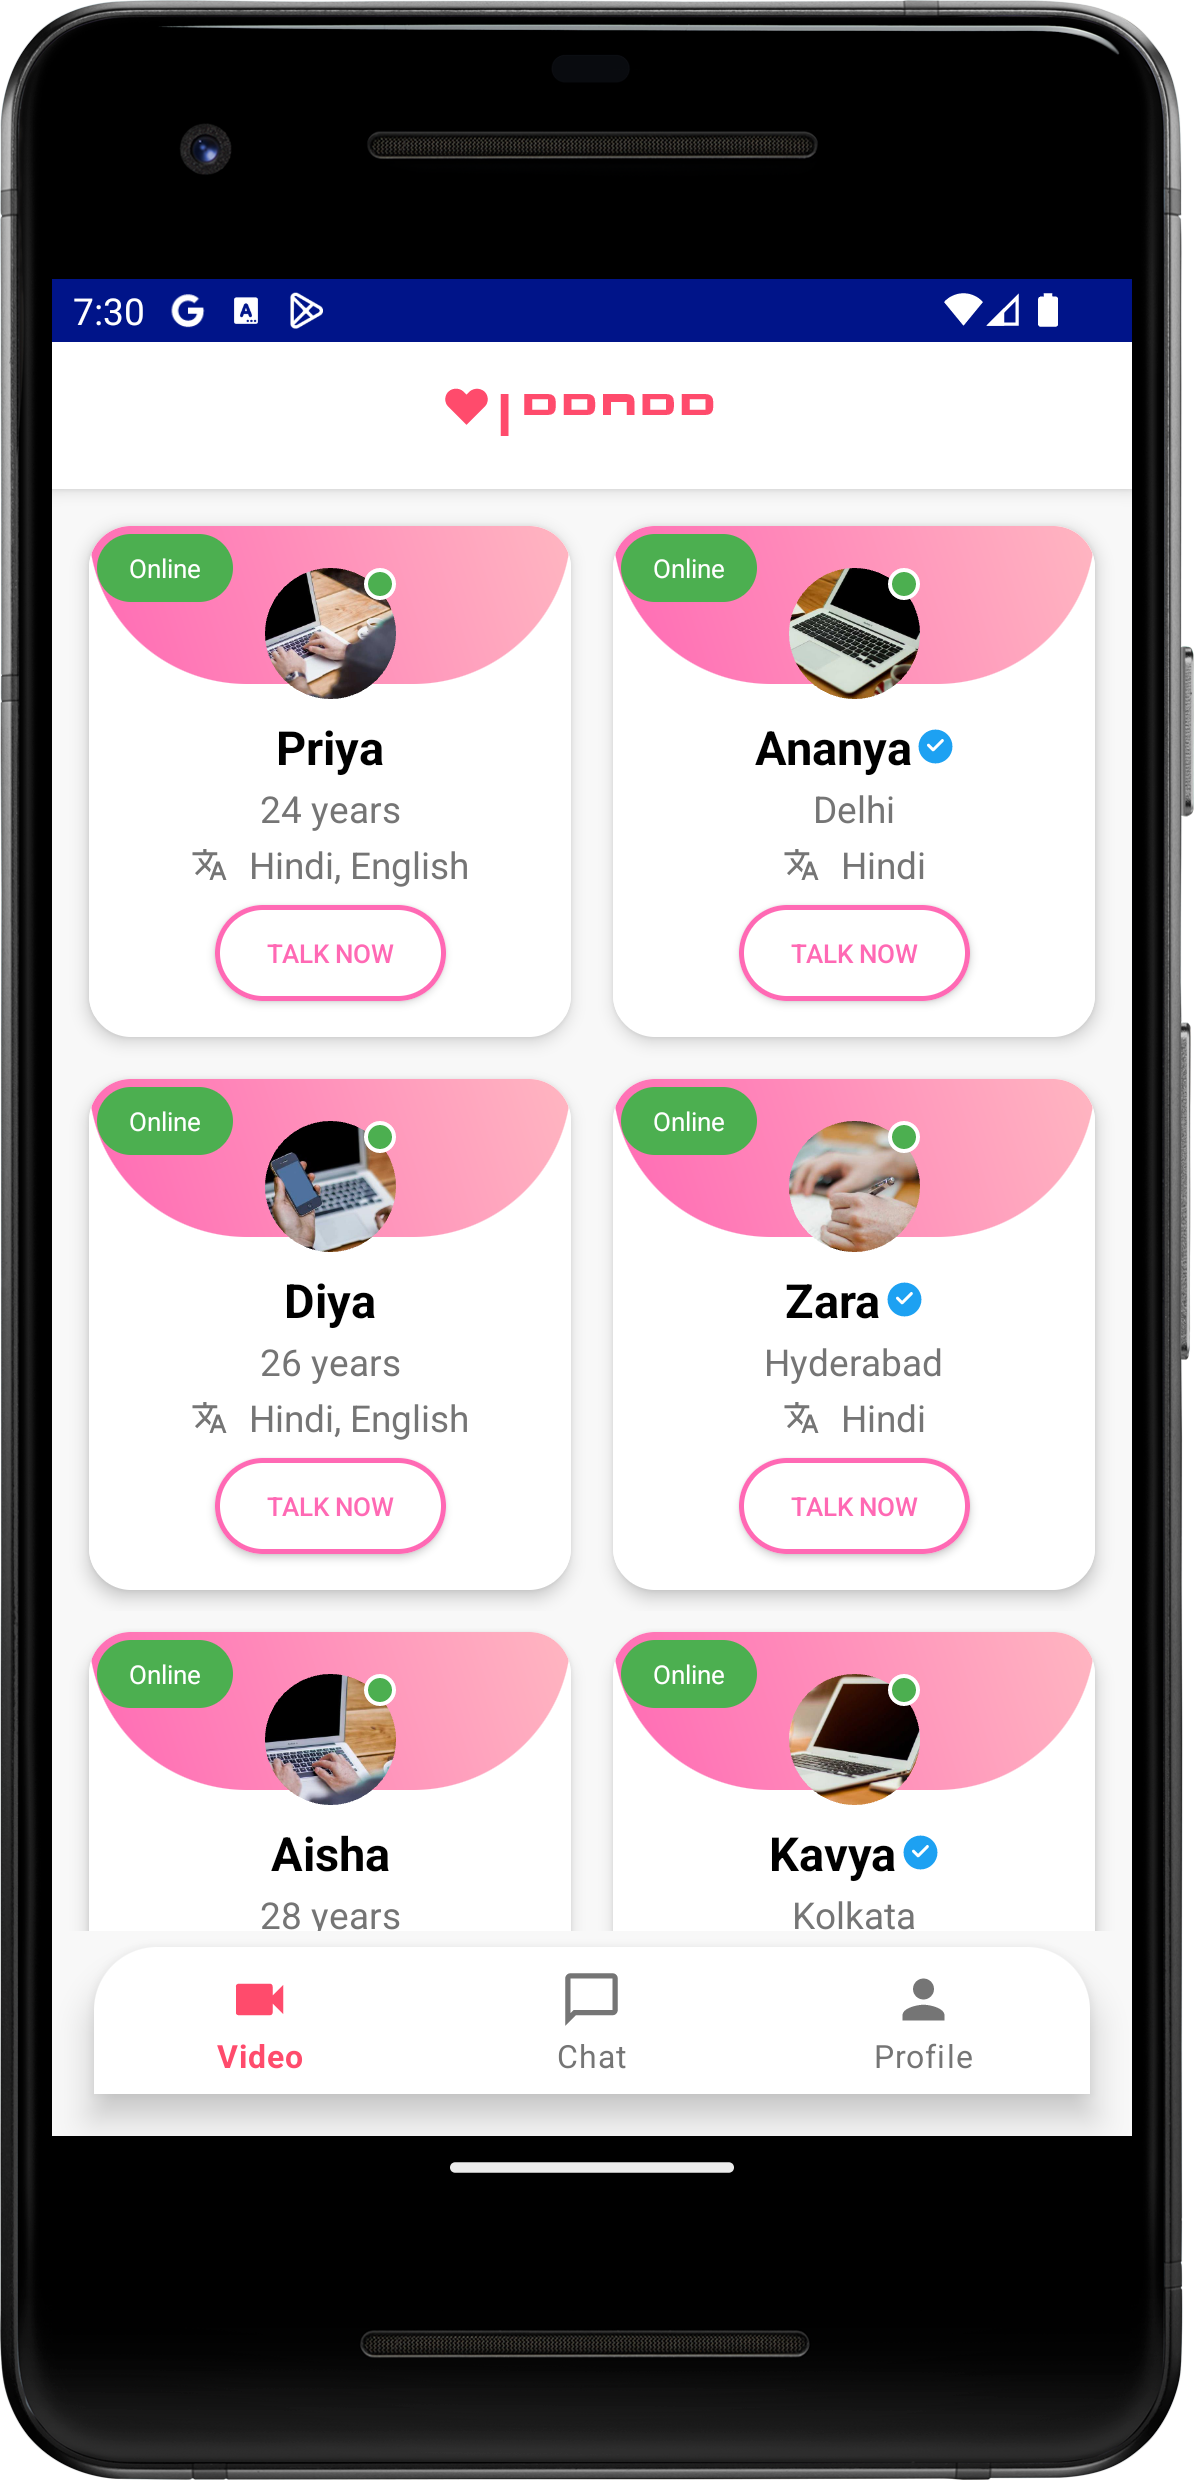 7:30
Online
Priya
24 years
Hindi, English
TALK NOW
Online
Ananya
Delhi
Hindi
TALK NOW
Online
Diya
26 years
Hindi, English
TALK NOW
Online
Zara
Hyderabad
Hindi
TALK NOW
Online
Aisha
28 years
Online
Kavya
Kolkata
Video
Chat
Profile